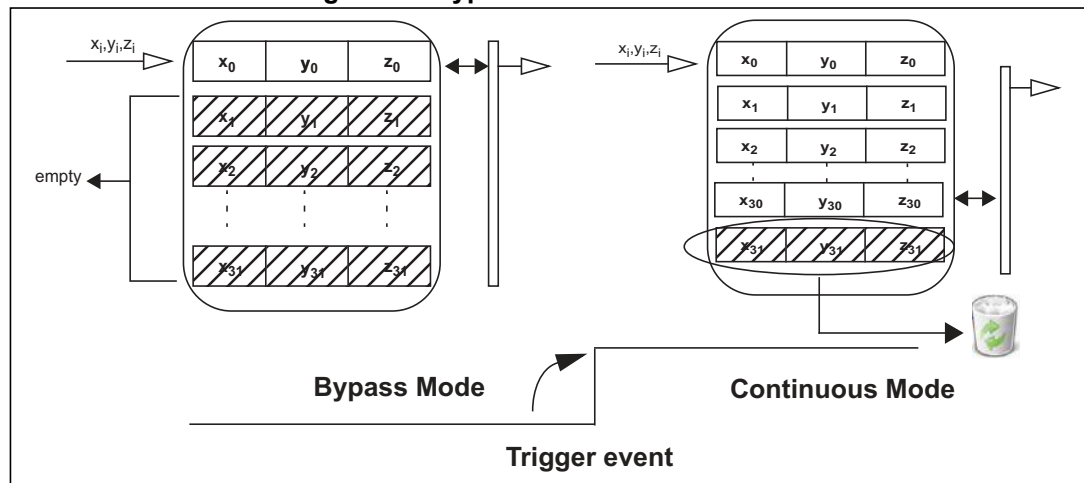 xi,yi,zi
x0 y0 z0
x1 y1 z1
x2 y2 z2
empty
x31 y31 z31
xi,yi,zi
x0 y0 z0
x1 y1 z1
x2 y2 z2
x30 y30 z30
x31 y31 z31
Bypass Mode
Continuous Mode
Trigger event